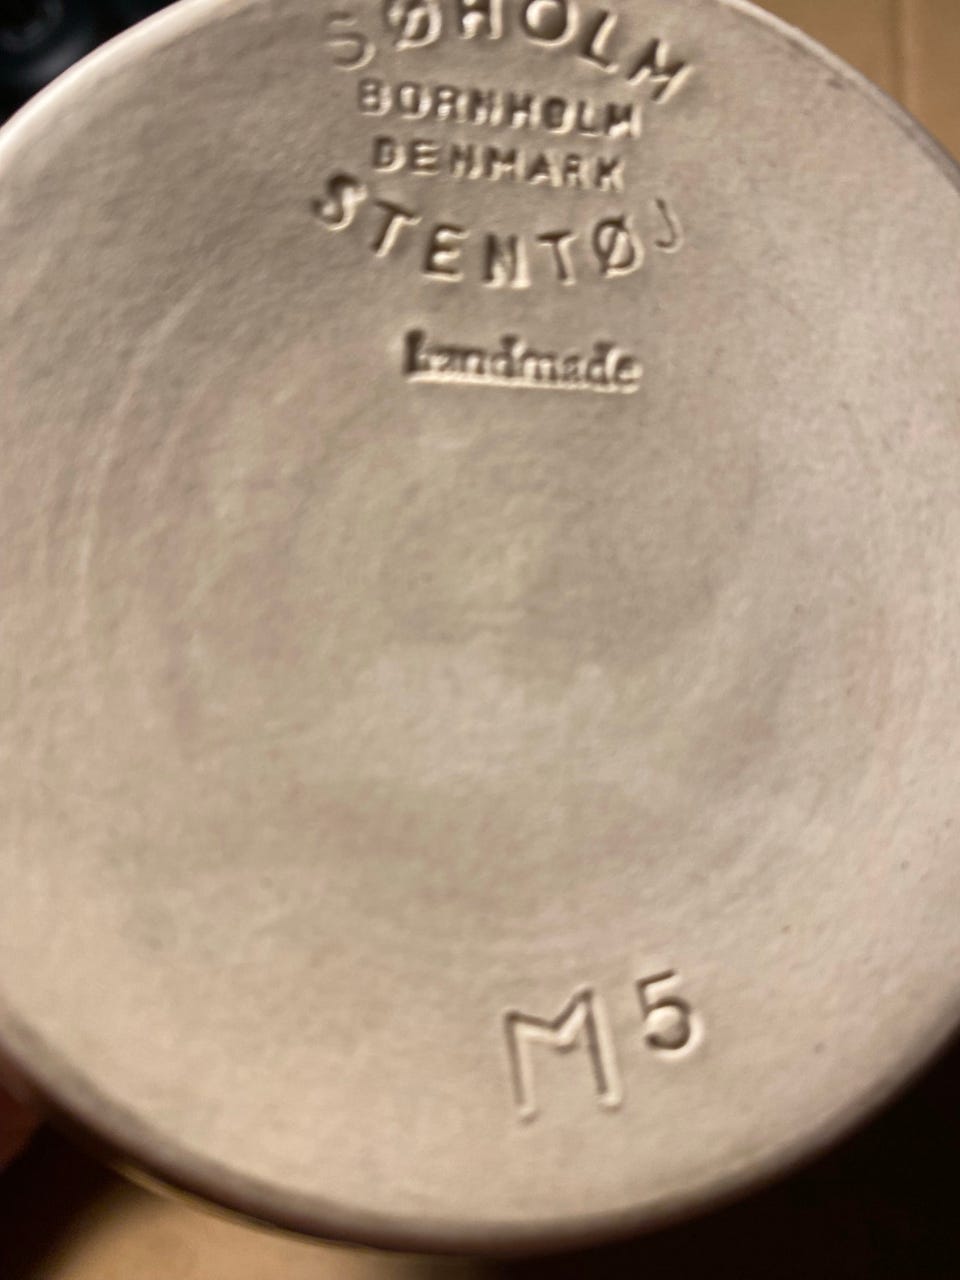 SØHOLM
BORNHOLM
DENMARK
STENTØJ
handmade
M5